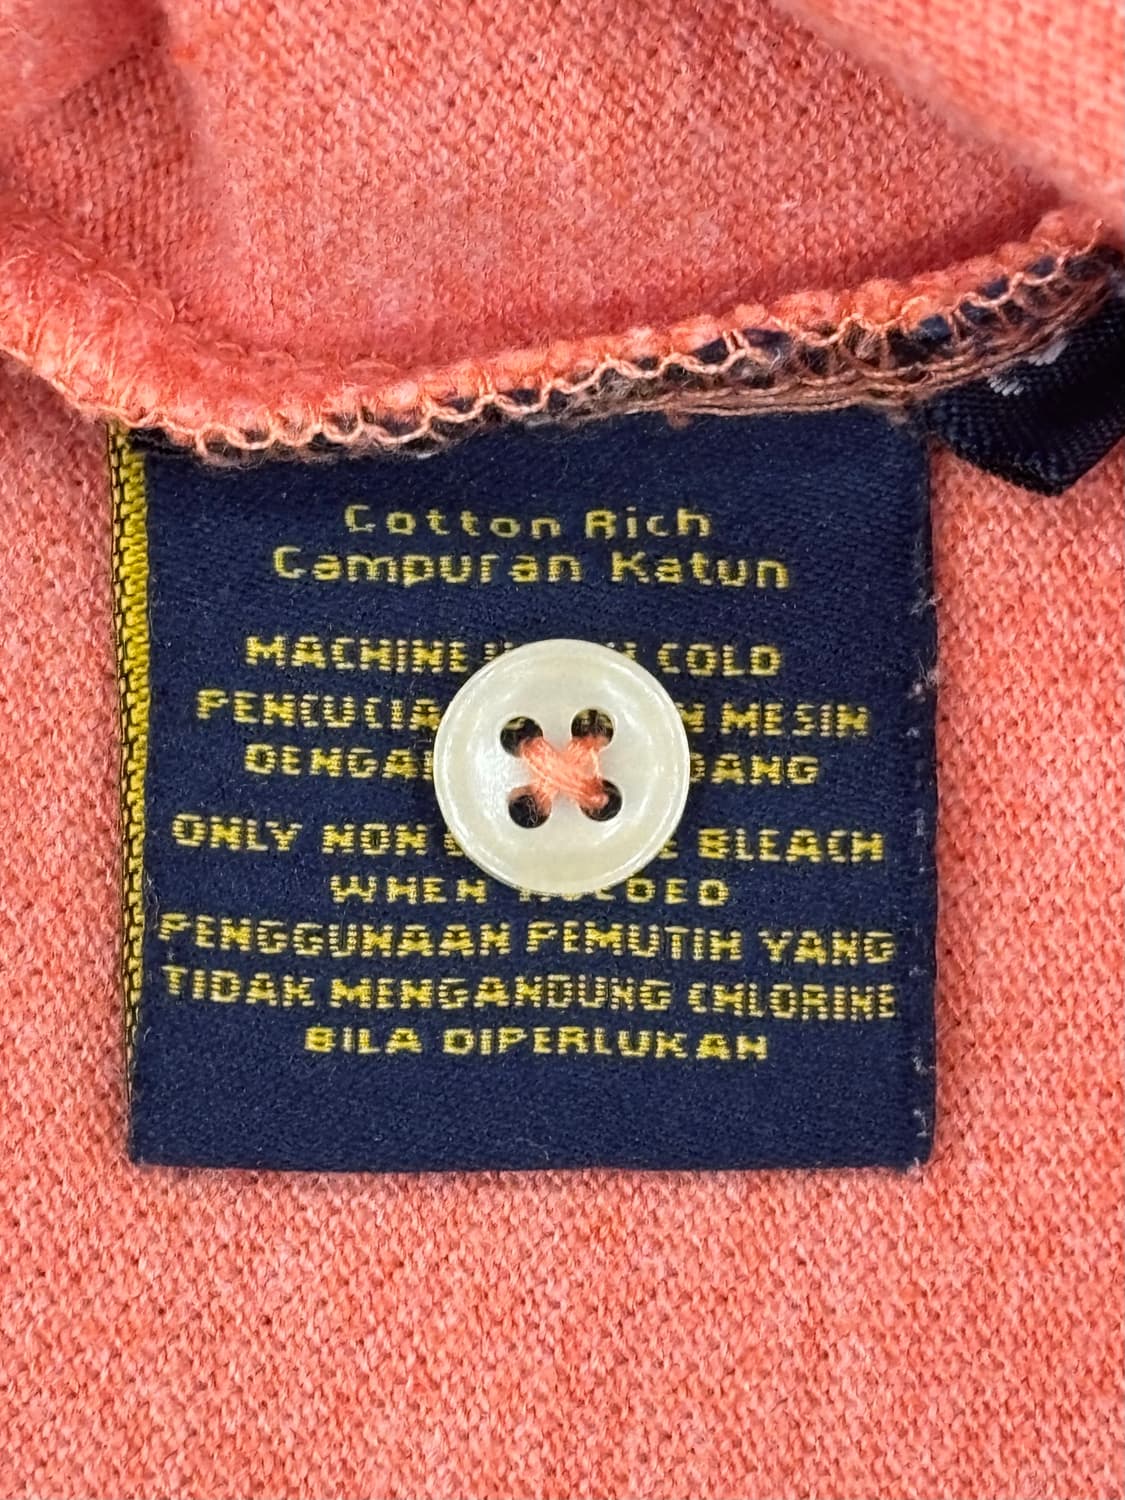 Cotton Rich
Campuran Katun
MACHINE COLD
MESIN
ONLY NON BLEACH
WHEN NEEDED
PENGGUNAAN PEMUTIH YANG
TIDAK MENGANDUNG CHLORINE
BILA DIPERLUKAN